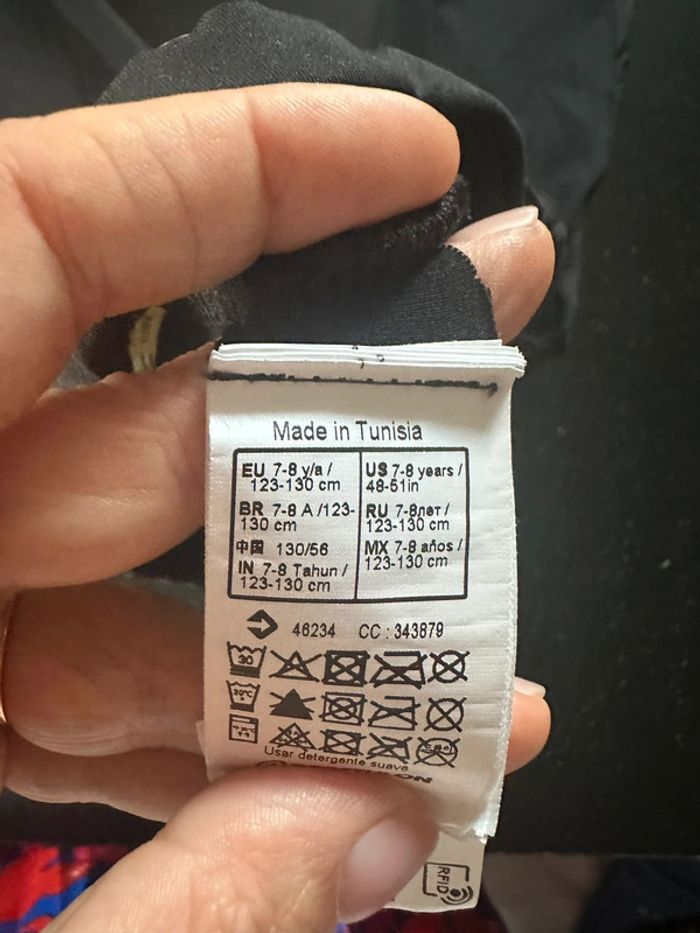 Made in Tunisia
EU 7-8 y/a /
123-130 cm
BR 7-8 A /123-
130 cm
中国 130/56
IN 7-8 Tahun /
123-130 cm
US 7-8 years /
48-51in
RU 7-8лет /
123-130 cm
MX 7-8 años /
123-130 cm
46234 CC : 343879
30
30°C
Usar detergente suave
RFID